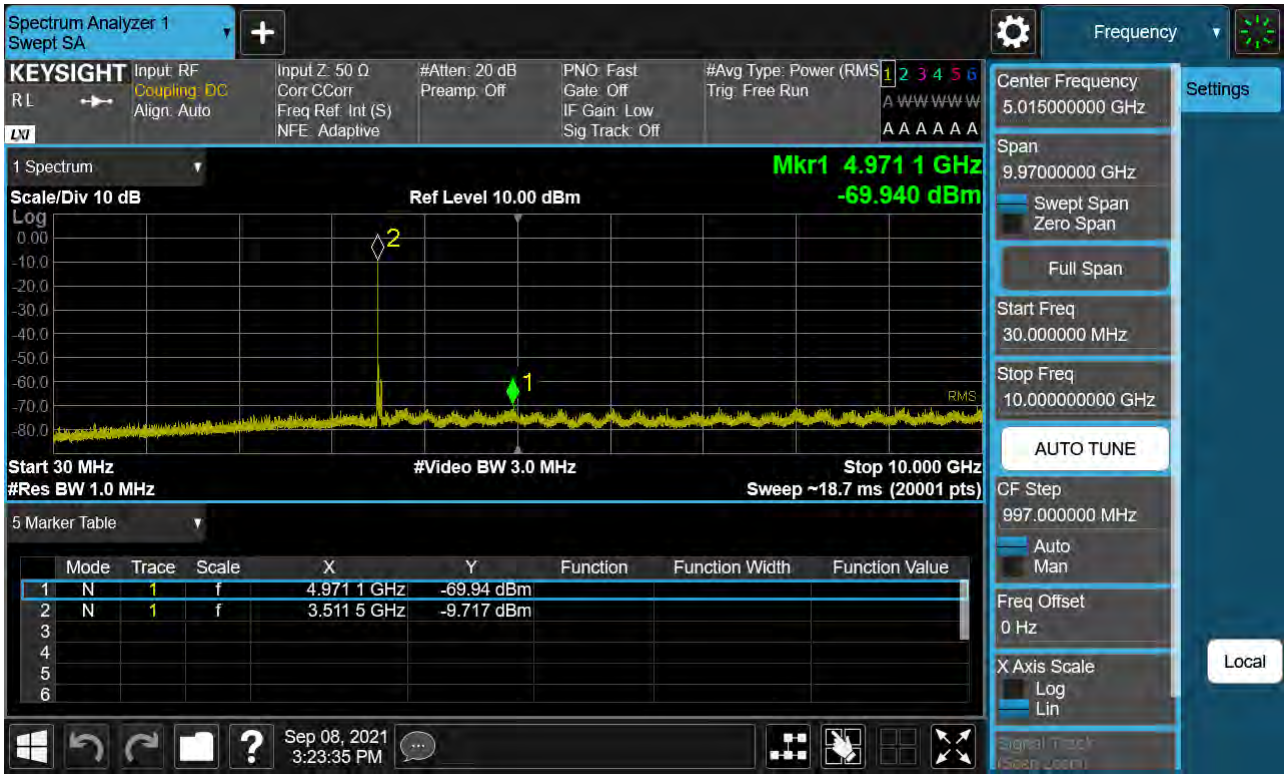 Spectrum Analyzer 1
Swept SA
+
Frequency
KEYSIGHT
RL
LXI
Input: RF
Coupling: DC
Align: Auto
Input Z: 50 Ω
Corr CCorr
Freq Ref: Int (S)
NFE: Adaptive
#Atten: 20 dB
Preamp: Off
PNO: Fast
Gate: Off
IF Gain: Low
Sig Track: Off
#Avg Type: Power (RMS
Trig: Free Run
1 2 3 4 5 6
A W W W W W
A A A A A A
1 Spectrum
Mkr1 4.971 1 GHz
-69.940 dBm
Scale/Div 10 dB
Ref Level 10.00 dBm
Log
0.00
-10.0
-20.0
-30.0
-40.0
-50.0
-60.0
-70.0
-80.0
2
1
RMS
Start 30 MHz
#Video BW 3.0 MHz
Stop 10.000 GHz
#Res BW 1.0 MHz
Sweep ~18.7 ms (20001 pts)
5 Marker Table
Mode Trace Scale X Y Function Function Width Function Value
1 N 1 f 4.971 1 GHz -69.94 dBm
2 N 1 f 3.511 5 GHz -9.717 dBm
3
4
5
6
Sep 08, 2021
3:23:35 PM
?
Center Frequency
5.015000000 GHz
Settings
Span
9.97000000 GHz
Swept Span
Zero Span
Full Span
Start Freq
30.000000 MHz
Stop Freq
10.000000000 GHz
AUTO TUNE
CF Step
997.000000 MHz
Auto
Man
Freq Offset
0 Hz
X Axis Scale
Log
Lin
Local
Signal Track
(Span Zoom)